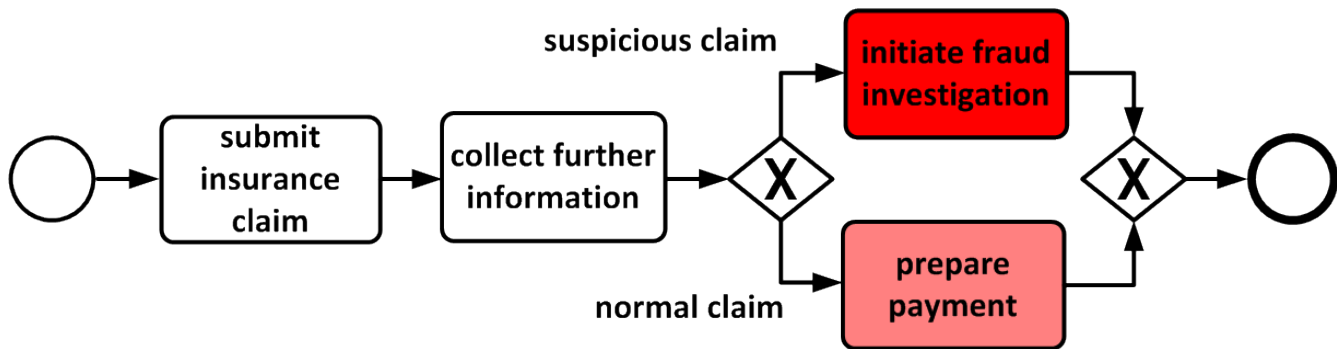 submit
insurance
claim
collect further
information
X
suspicious claim
initiate fraud
investigation
normal claim
prepare
payment
X